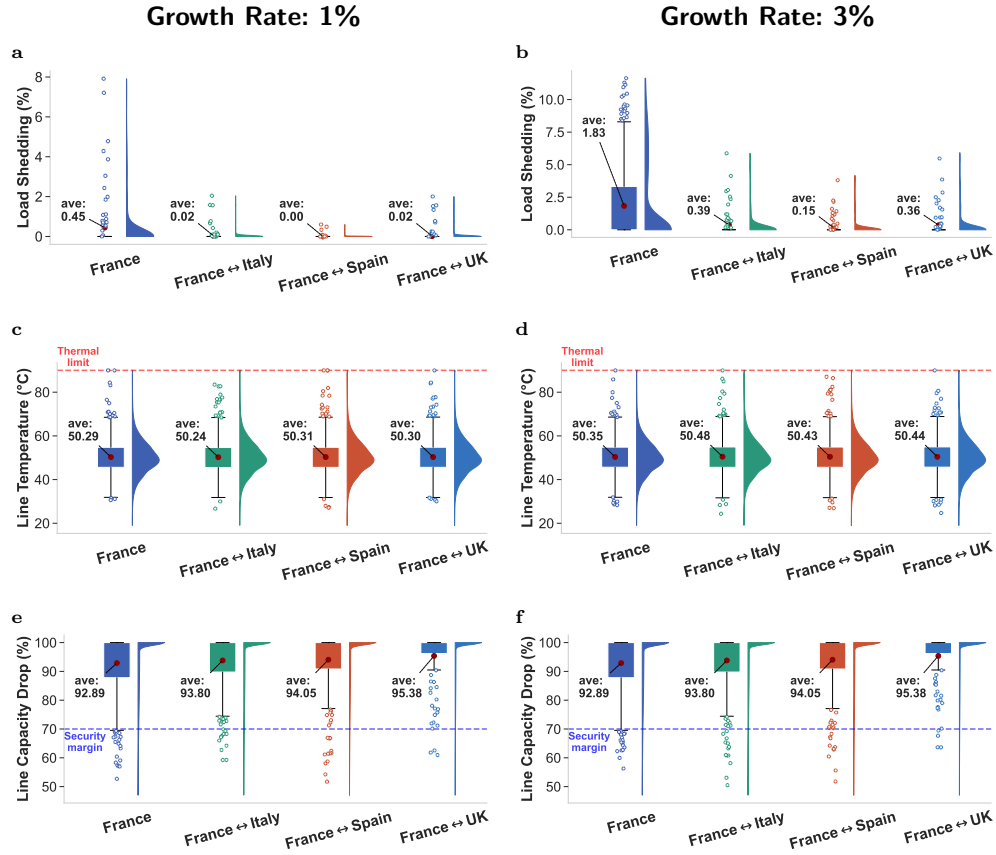 Growth Rate: 1%
Growth Rate: 3%
a
Load Shedding (%)
8
6
4
2
0
ave:
0.45
ave:
0.02
ave:
0.00
ave:
0.02
France
France ↔ Italy
France ↔ Spain
France ↔ UK
b
Load Shedding (%)
10.0
7.5
5.0
2.5
0.0
ave:
1.83
ave:
0.39
ave:
0.15
ave:
0.36
France
France ↔ Italy
France ↔ Spain
France ↔ UK
c
Line Temperature (°C)
Thermal
limit
80
60
40
20
ave:
50.29
ave:
50.24
ave:
50.31
ave:
50.30
France
France ↔ Italy
France ↔ Spain
France ↔ UK
d
Line Temperature (°C)
Thermal
limit
80
60
40
20
ave:
50.35
ave:
50.48
ave:
50.43
ave:
50.44
France
France ↔ Italy
France ↔ Spain
France ↔ UK
e
Line Capacity Drop (%)
100
90
80
70
60
50
ave:
92.89
ave:
93.80
ave:
94.05
ave:
95.38
Security
margin
France
France ↔ Italy
France ↔ Spain
France ↔ UK
f
Line Capacity Drop (%)
100
90
80
70
60
50
ave:
92.89
ave:
93.80
ave:
94.05
ave:
95.38
Security
margin
France
France ↔ Italy
France ↔ Spain
France ↔ UK